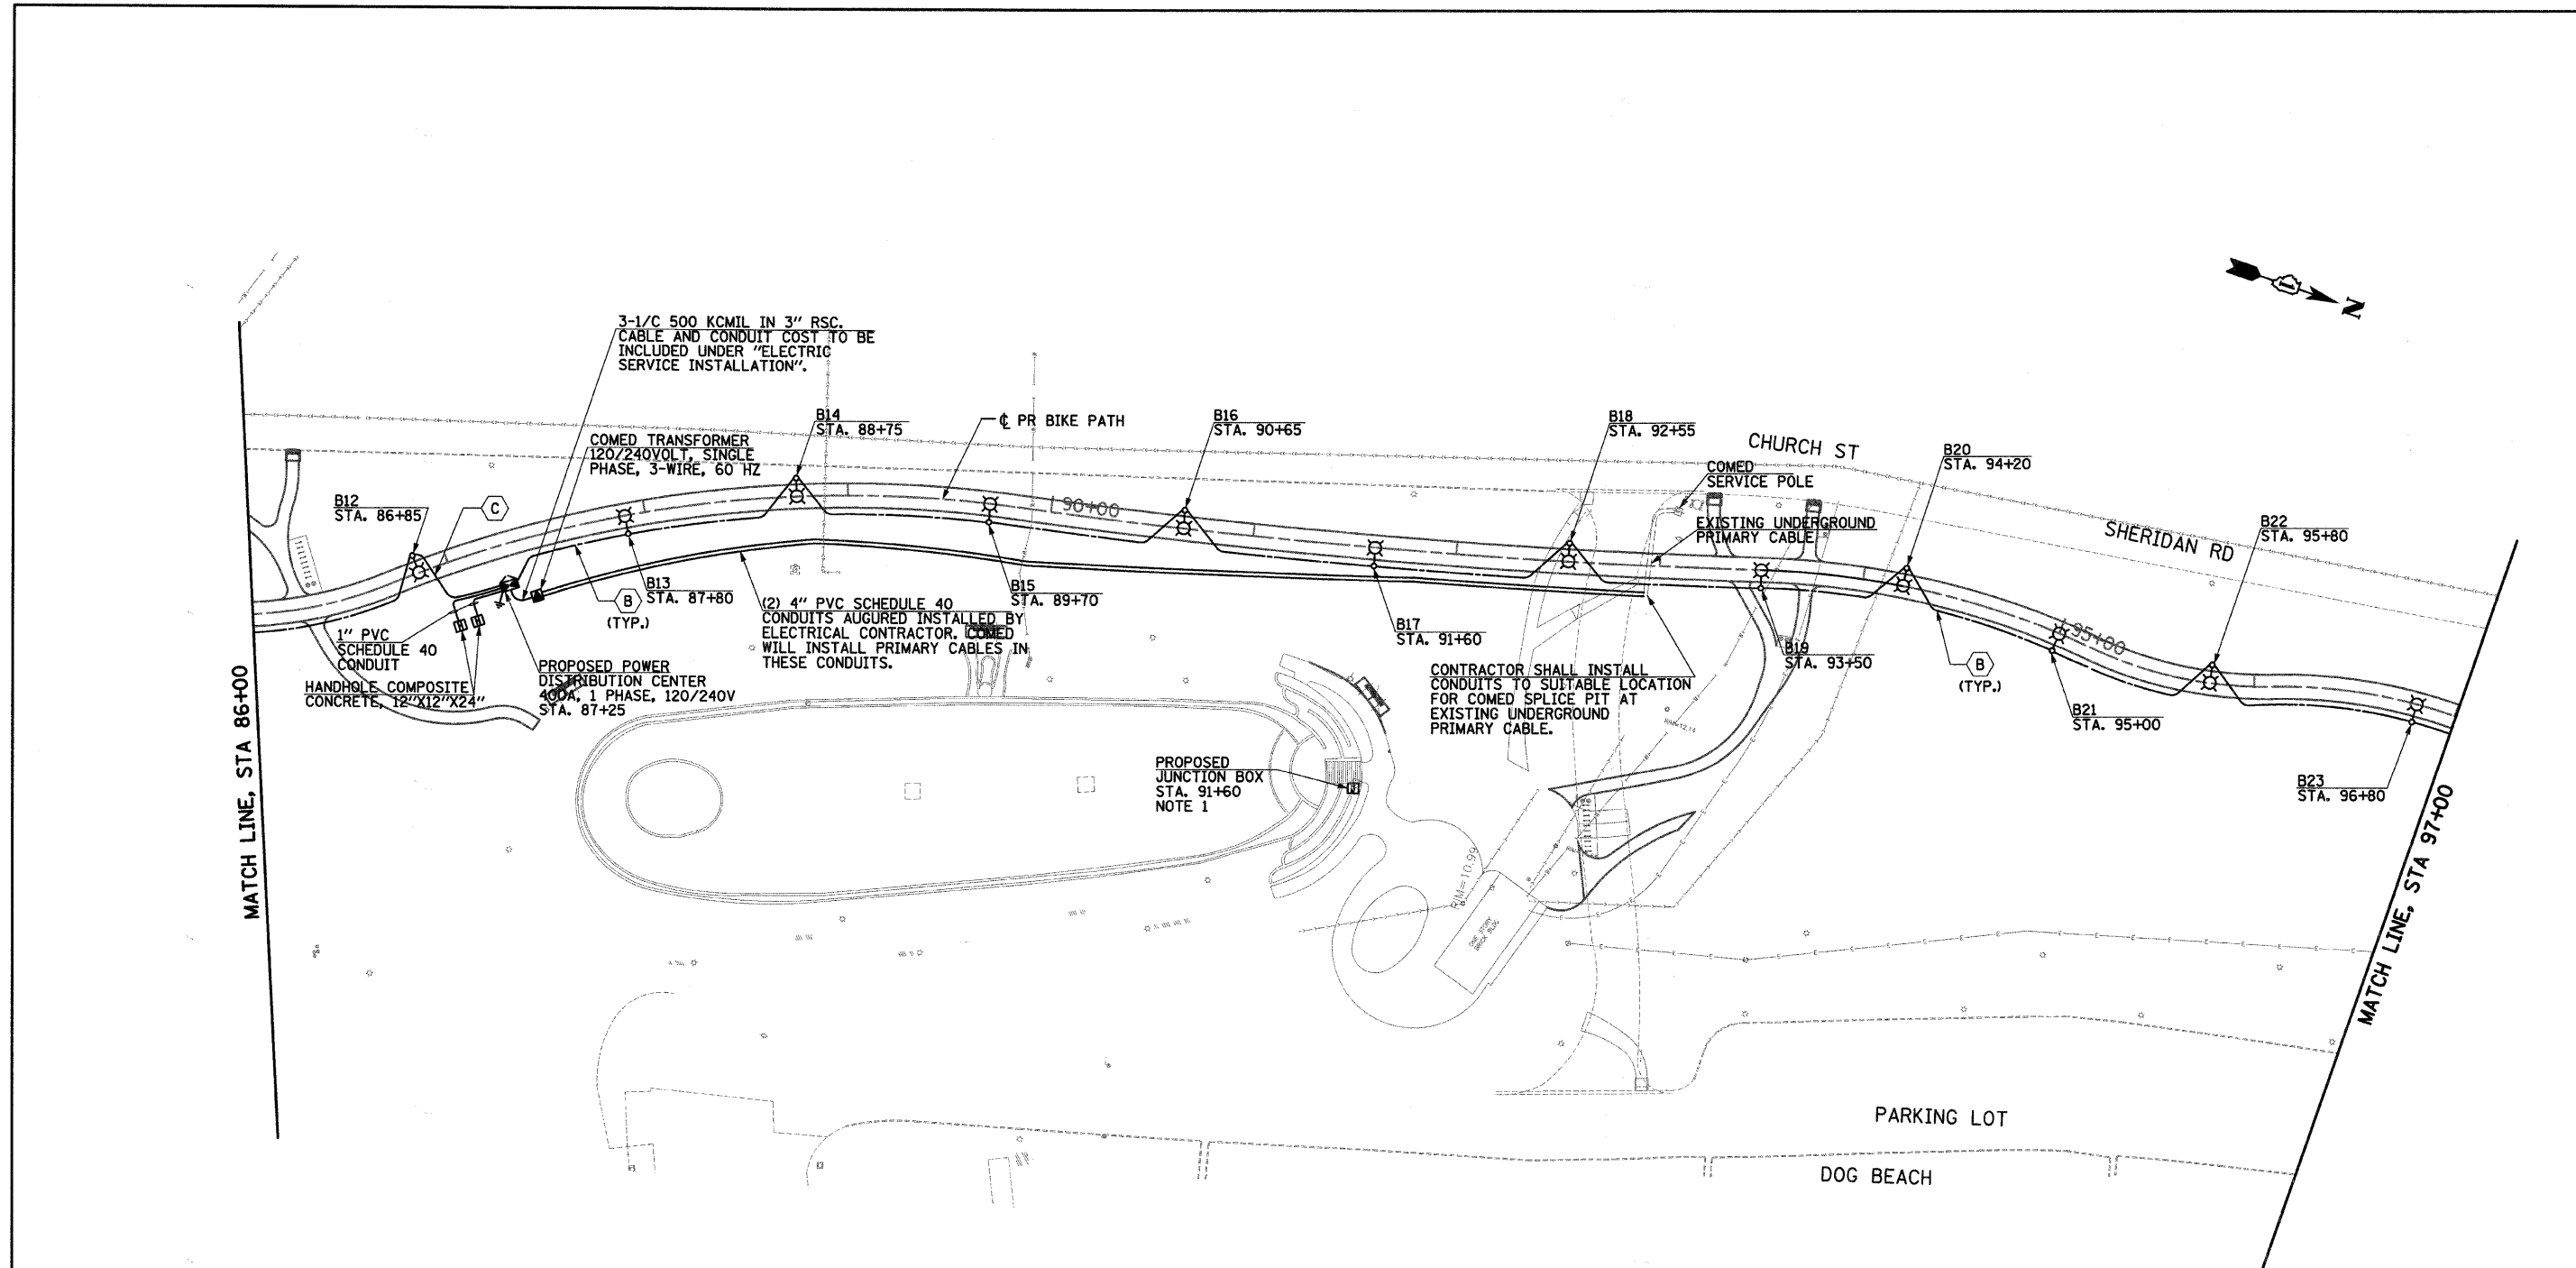 N
3-1/C 500 KCMIL IN 3" RSC.
CABLE AND CONDUIT COST TO BE
INCLUDED UNDER "ELECTRIC
SERVICE INSTALLATION".
COMED TRANSFORMER
120/240VOLT, SINGLE
PHASE, 3-WIRE, 60 HZ
B14
STA. 88+75
℄ PR BIKE PATH
B16
STA. 90+65
B18
STA. 92+55
CHURCH ST
COMED
SERVICE POLE
B20
STA. 94+20
EXISTING UNDERGROUND
PRIMARY CABLE
SHERIDAN RD
B22
STA. 95+80
B12
STA. 86+85
C
90+00
95+00
B13
STA. 87+80
B
(TYP.)
(2) 4" PVC SCHEDULE 40
CONDUITS AUGURED INSTALLED BY
ELECTRICAL CONTRACTOR. COMED
WILL INSTALL PRIMARY CABLES IN
THESE CONDUITS.
B15
STA. 89+70
B17
STA. 91+60
B19
STA. 93+50
B
(TYP.)
B21
STA. 95+00
B23
STA. 96+80
1" PVC
SCHEDULE 40
CONDUIT
HANDHOLE COMPOSITE
CONCRETE, 12"X12"X24"
PROPOSED POWER
DISTRIBUTION CENTER
400A, 1 PHASE, 120/240V
STA. 87+25
CONTRACTOR SHALL INSTALL
CONDUITS TO SUITABLE LOCATION
FOR COMED SPLICE PIT AT
EXISTING UNDERGROUND
PRIMARY CABLE.
PROPOSED
JUNCTION BOX
STA. 91+60
NOTE 1
RIM=10.99
ONE STORY
BRICK BLDG
MATCH LINE, STA 86+00
MATCH LINE, STA 97+00
PARKING LOT
DOG BEACH